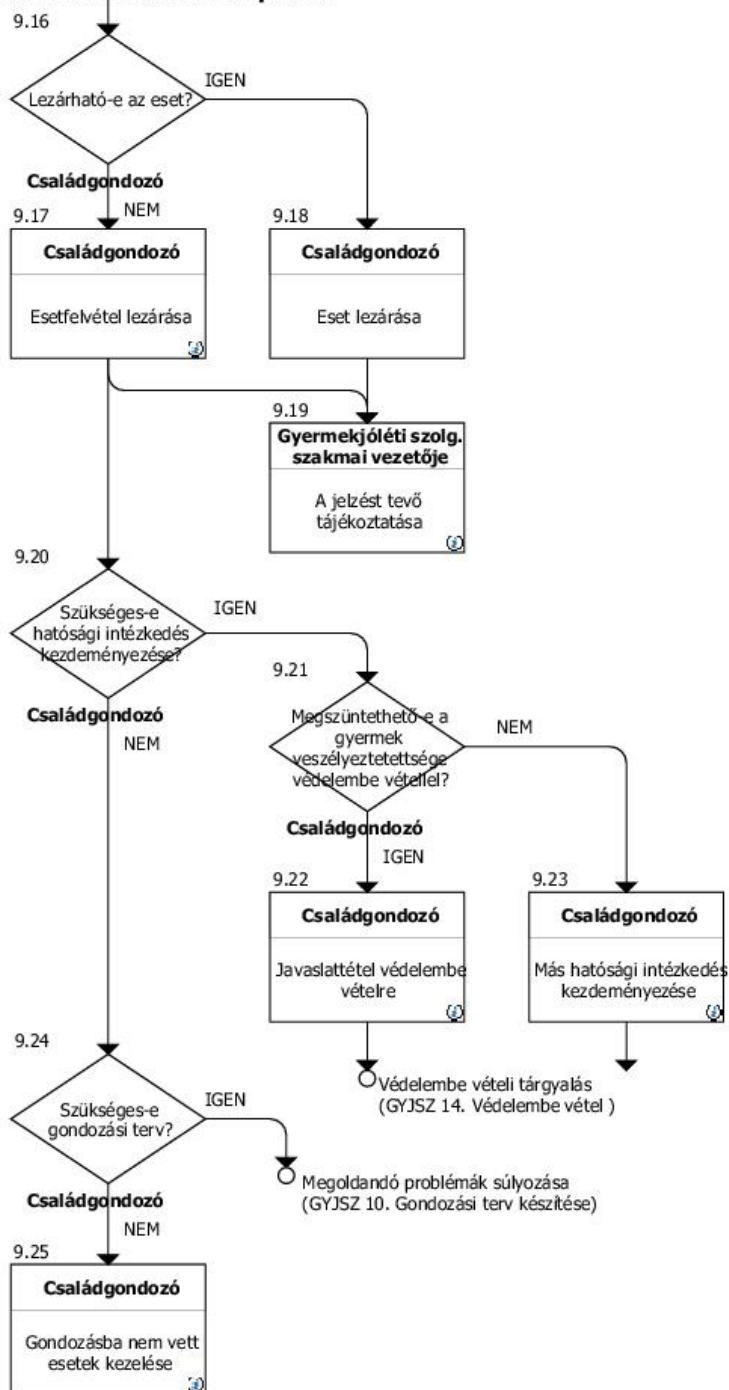 9.16
Lezárható-e az eset?
IGEN
Családgondozó
NEM
9.17
Családgondozó
Esetfelvétel lezárása
9.18
Családgondozó
Eset lezárása
9.19
Gyermekjóléti szolg.
szakmai vezetője
A jelzést tevő
tájékoztatása
9.20
Szükséges-e
hatósági intézkedés
kezdeményezése?
IGEN
Családgondozó
NEM
9.21
Megszüntethető-e a
gyermek
veszélyeztetettsége
védelembe vétellel?
NEM
Családgondozó
IGEN
9.22
Családgondozó
Javaslattétel védelembe
vételre
9.23
Családgondozó
Más hatósági intézkedés
kezdeményezése
Védelembe vételi tárgyalás
(GYJSZ 14. Védelembe vétel )
9.24
Szükséges-e
gondozási terv?
IGEN
Megoldandó problémák súlyozása
(GYJSZ 10. Gondozási terv készítése)
Családgondozó
NEM
9.25
Családgondozó
Gondozásba nem vett
esetek kezelése